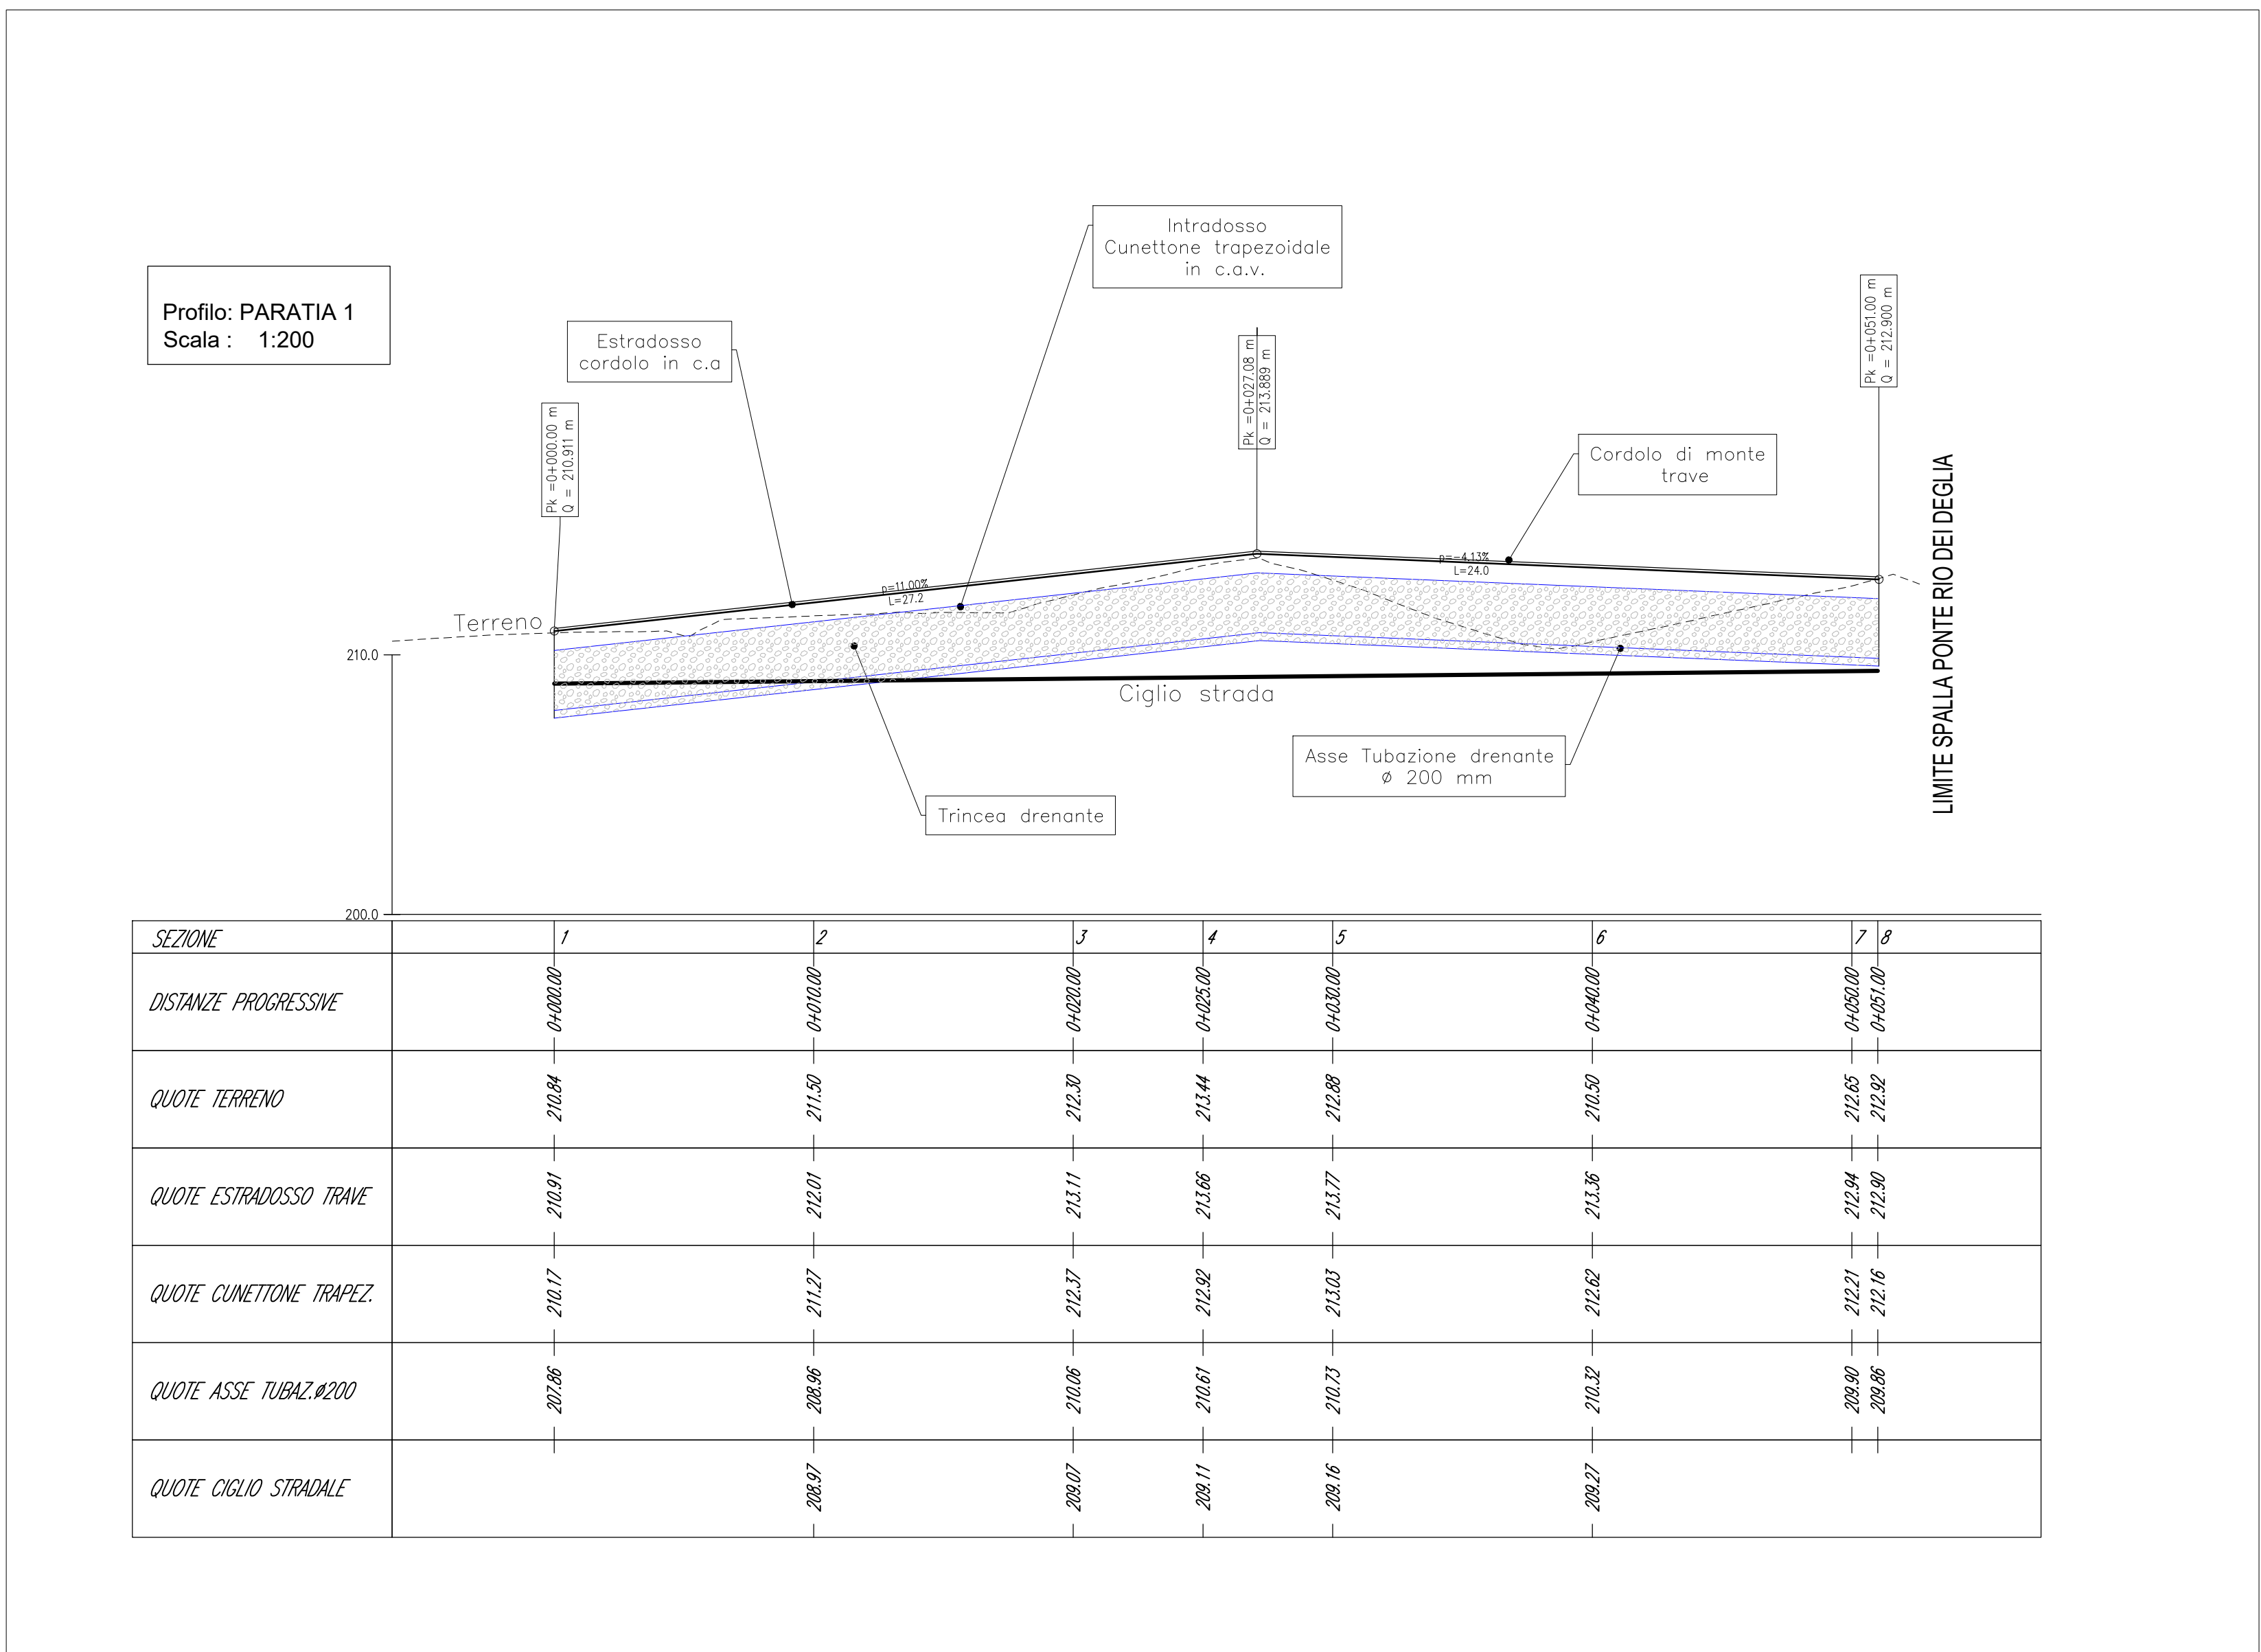 Profilo: PARATIA 1
Scala : 1:200
Estradosso
cordolo in c.a
Intradosso
Cunettone trapezoidale
in c.a.v.
Pk =0+000.00 m
Q = 210.911 m
Pk =0+027.08 m
Q = 213.889 m
Pk =0+051.00 m
Q = 212.900 m
Cordolo di monte
trave
LIMITE SPALLA PONTE RIO DEI DEGLIA
p=11.00%
L=27.2
p=-4.13%
L=24.0
Terreno
210.0
Ciglio strada
Asse Tubazione drenante
Ø 200 mm
Trincea drenante
200.0
SEZIONE 1 2 3 4 5 6 7 8
DISTANZE PROGRESSIVE 0+000.00 0+010.00 0+020.00 0+025.00 0+030.00 0+040.00 0+050.00 0+051.00
QUOTE TERRENO 210.84 211.50 212.30 213.44 212.88 210.50 212.65 212.92
QUOTE ESTRADOSSO TRAVE 210.91 212.01 213.11 213.66 213.77 213.36 212.94 212.90
QUOTE CUNETTONE TRAPEZ. 210.17 211.27 212.37 212.92 213.03 212.62 212.21 212.16
QUOTE ASSE TUBAZ.ø200 207.86 208.96 210.06 210.61 210.73 210.32 209.90 209.86
QUOTE CIGLIO STRADALE 208.97 209.07 209.11 209.16 209.27